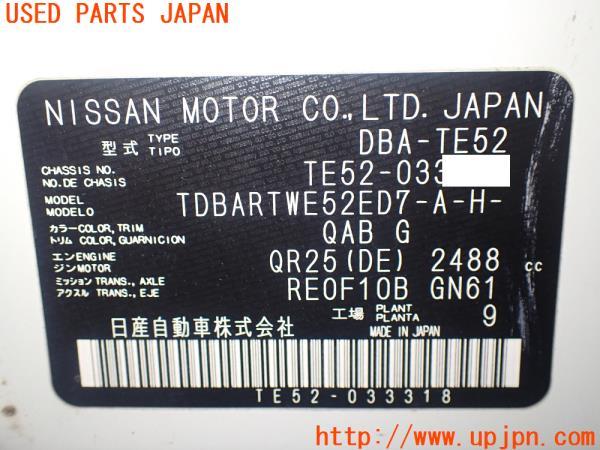 USED PARTS JAPAN
NISSAN MOTOR CO.,LTD. JAPAN
型式 TYPE TIPO DBA-TE52
CHASSIS NO. NO.DE CHASIS TE52-033
MODEL MODELO TDBARTWE52ED7-A-H-
カラー COLOR, TRIM トリム COLOR, GUARNICION QAB G
エンENGINE ジンMOTOR QR25(DE) 2488 cc
ミッション TRANS., AXLE アクスル TRANS., EJE RE0F10B GN61
工場 PLANT PLANTA 9
日産自動車株式会社 MADE IN JAPAN
TE52-033318
http://www.upjpn.com